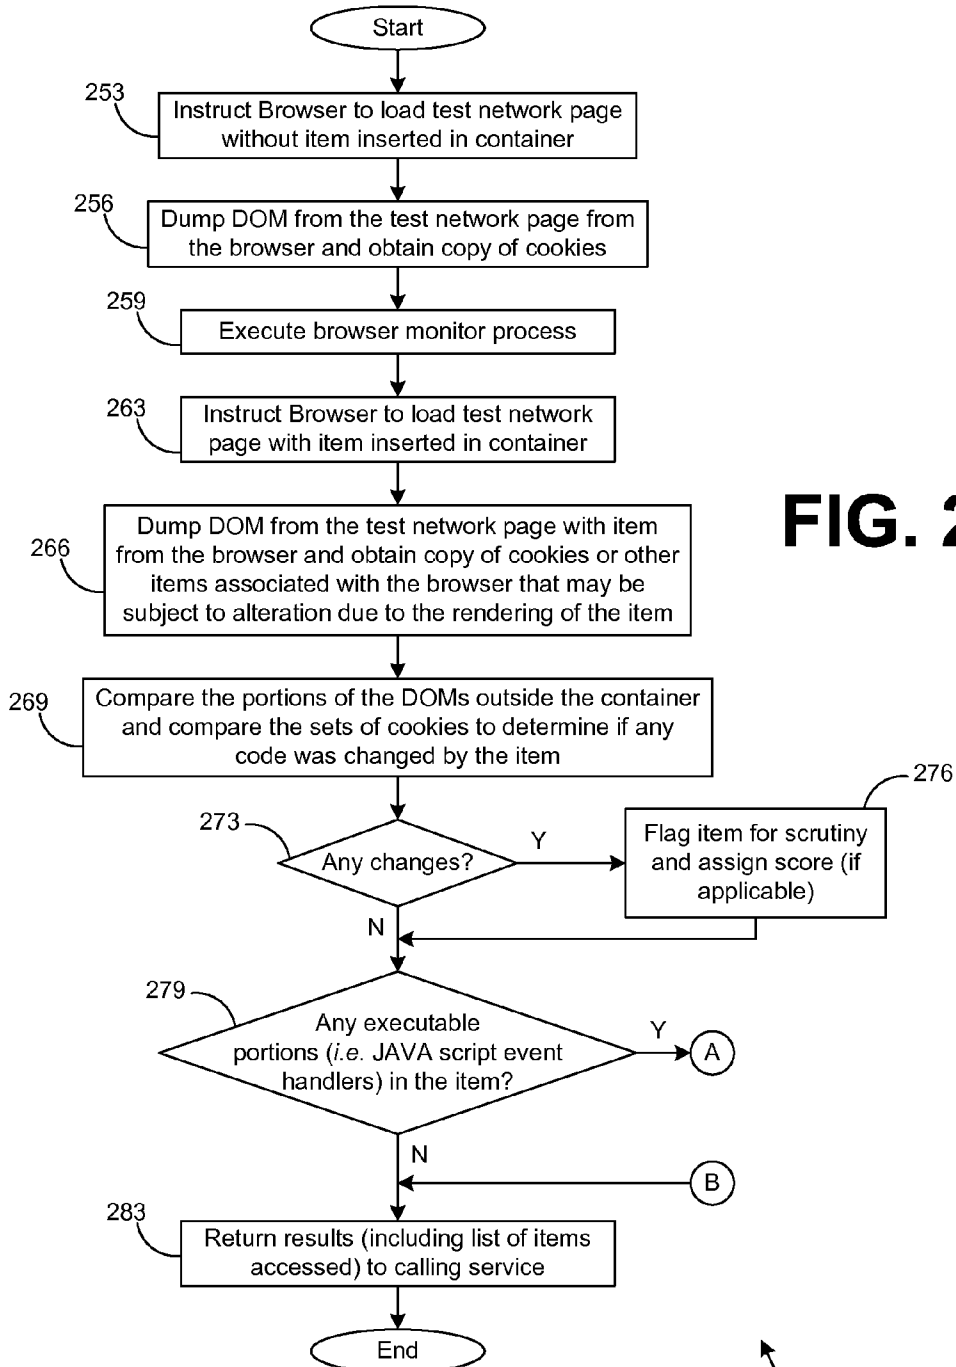 Start
253
Instruct Browser to load test network page
without item inserted in container
256
Dump DOM from the test network page from
the browser and obtain copy of cookies
259
Execute browser monitor process
263
Instruct Browser to load test network
page with item inserted in container
FIG. 2
266
Dump DOM from the test network page with item
from the browser and obtain copy of cookies or other
items associated with the browser that may be
subject to alteration due to the rendering of the item
269
Compare the portions of the DOMs outside the container
and compare the sets of cookies to determine if any
code was changed by the item
273
Any changes?
Y
276
Flag item for scrutiny
and assign score (if
applicable)
N
279
Any executable
portions (i.e. JAVA script event
handlers) in the item?
Y
A
N
B
283
Return results (including list of items
accessed) to calling service
End